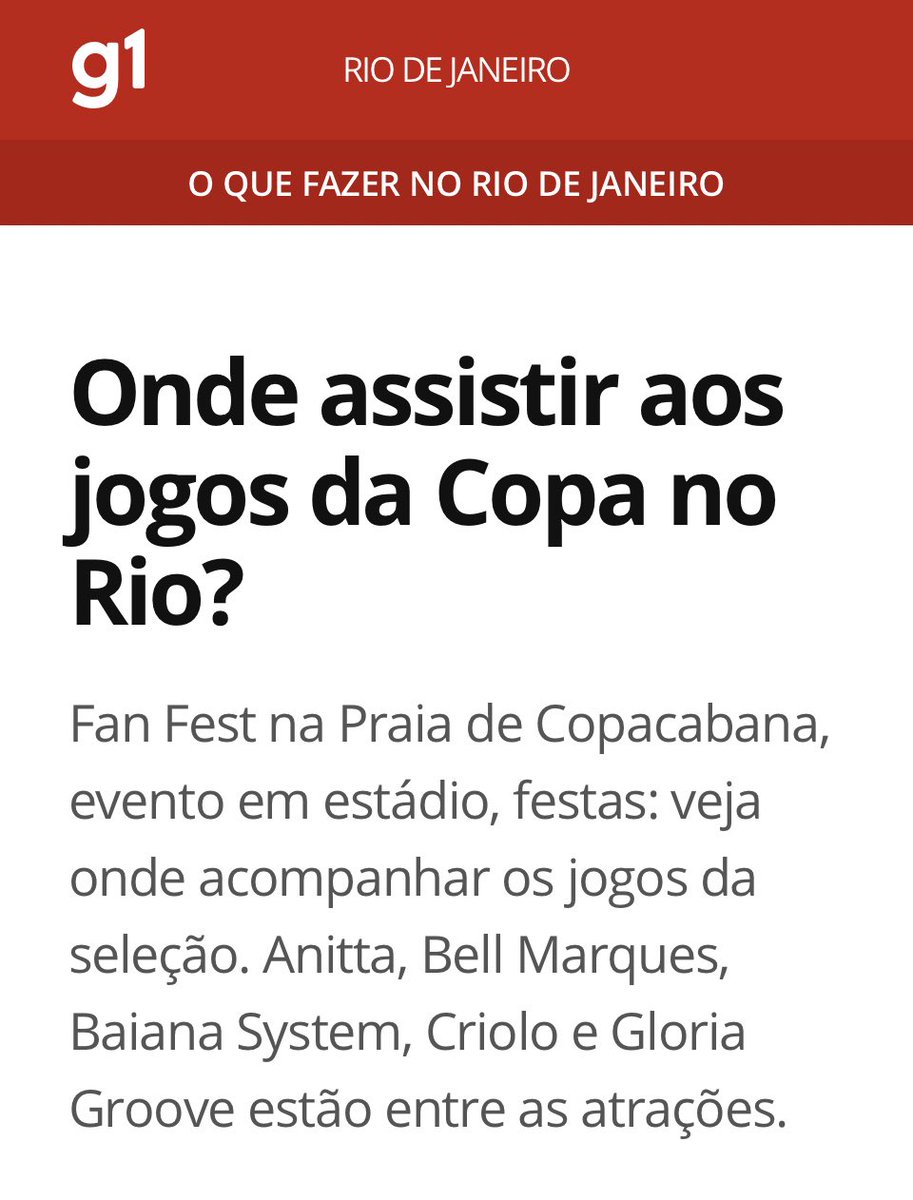 g1
RIO DE JANEIRO
O QUE FAZER NO RIO DE JANEIRO
Onde assistir aos
jogos da Copa no
Rio?
Fan Fest na Praia de Copacabana,
evento em estádio, festas: veja
onde acompanhar os jogos da
seleção. Anitta, Bell Marques,
Baiana System, Criolo e Gloria
Groove estão entre as atrações.